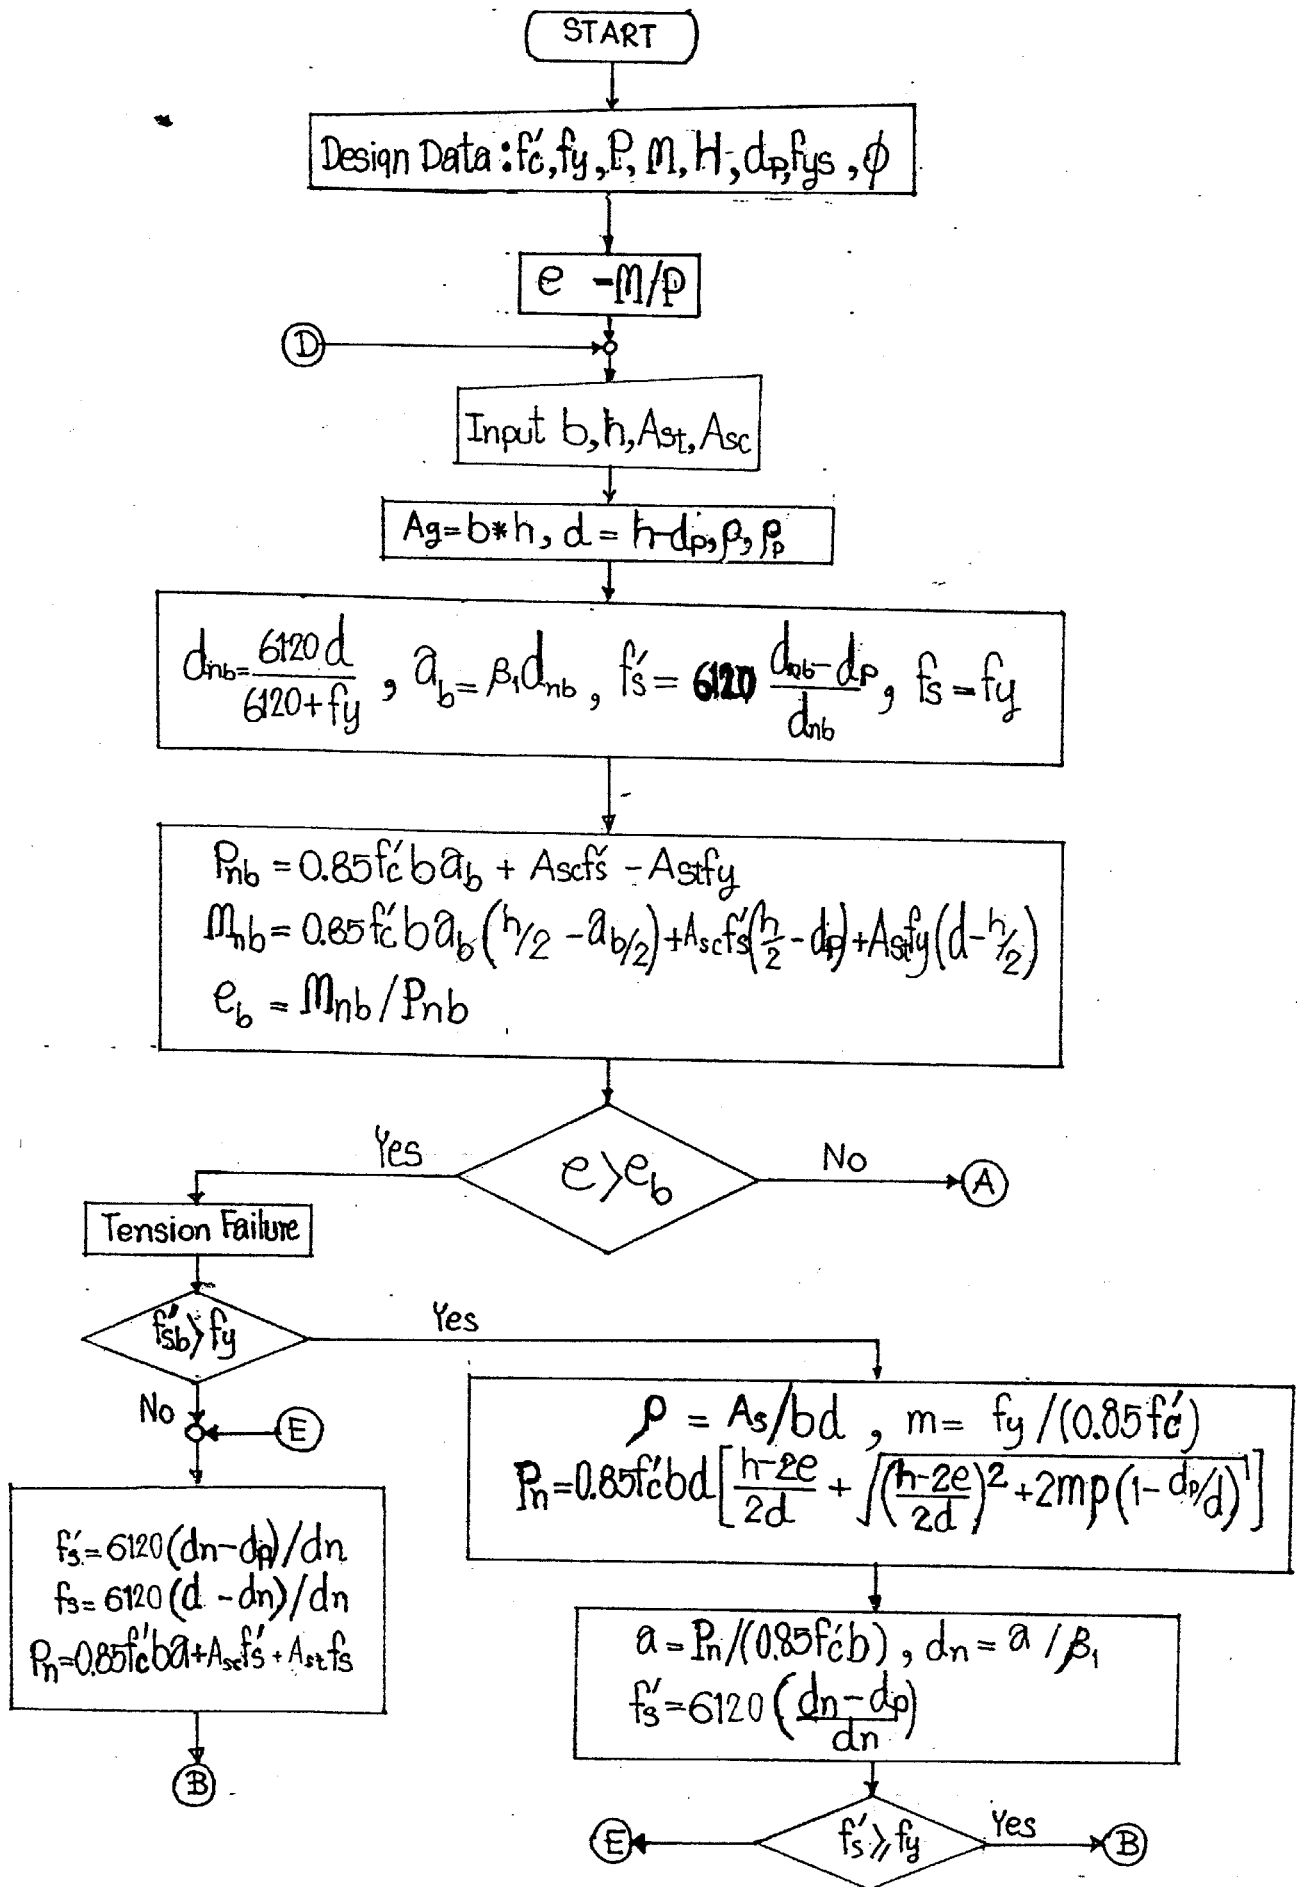 START
Design Data : f'c, fy, P, M, H, dp, fys, φ
e -M/P
D
Input b, h, Ast, Asc
Ag=b*h, d = h-dp, ρ, ρp
dnb= 6120 d / 6120+fy , ab= β1 dnb, f's = 6120 dnb-dp / dnb , fs = fy
Pnb = 0.85f'c b ab + Asc f's - Ast fy
Mnb = 0.85f'c b ab (h/2 - ab/2) + Asc f's (h/2 - dp) + Ast fy (d-h/2)
eb = Mnb / Pnb
Yes
e > eb
No
A
Tension Failure
f'sb > fy
Yes
No
E
ρ = As/bd , m= fy /(0.85f'c)
Pn=0.85f'c bd [ h-2e / 2d + √( h-2e / 2d )² + 2mρ (1- dp/d) ]
f's = 6120 (dn-dp)/dn
fs = 6120 (d - dn)/dn
Pn=0.85f'c ba + Asc f's + Ast fs
B
a = Pn/(0.85f'c b), dn = a /β1
f's = 6120 ( dn - dp / dn )
E
f's ≥ fy
Yes
B